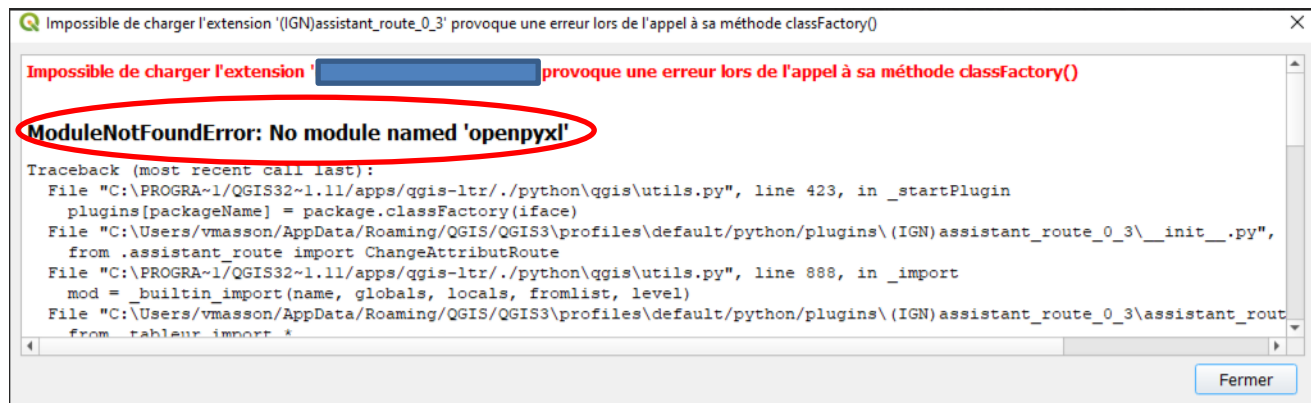 Impossible de charger l'extension '(IGN)assistant_route_0_3' provoque une erreur lors de l'appel à sa méthode classFactory()
Impossible de charger l'extension ' provoque une erreur lors de l'appel à sa méthode classFactory()
ModuleNotFoundError: No module named 'openpyxl'
Traceback (most recent call last):
File "C:\PROGRA~1/QGIS32~1.11/apps/qgis-ltr/./python\qgis\utils.py", line 423, in _startPlugin
plugins[packageName] = package.classFactory(iface)
File "C:\Users/vmasson/AppData/Roaming/QGIS/QGIS3\profiles\default/python/plugins\(IGN)assistant_route_0_3\__init__.py",
from .assistant_route import ChangeAttributRoute
File "C:\PROGRA~1/QGIS32~1.11/apps/qgis-ltr/./python\qgis\utils.py", line 888, in _import
mod = _builtin_import(name, globals, locals, fromlist, level)
File "C:\Users/vmasson/AppData/Roaming/QGIS/QGIS3\profiles\default/python/plugins\(IGN)assistant_route_0_3\assistant_rout
from .tableur import *
Fermer